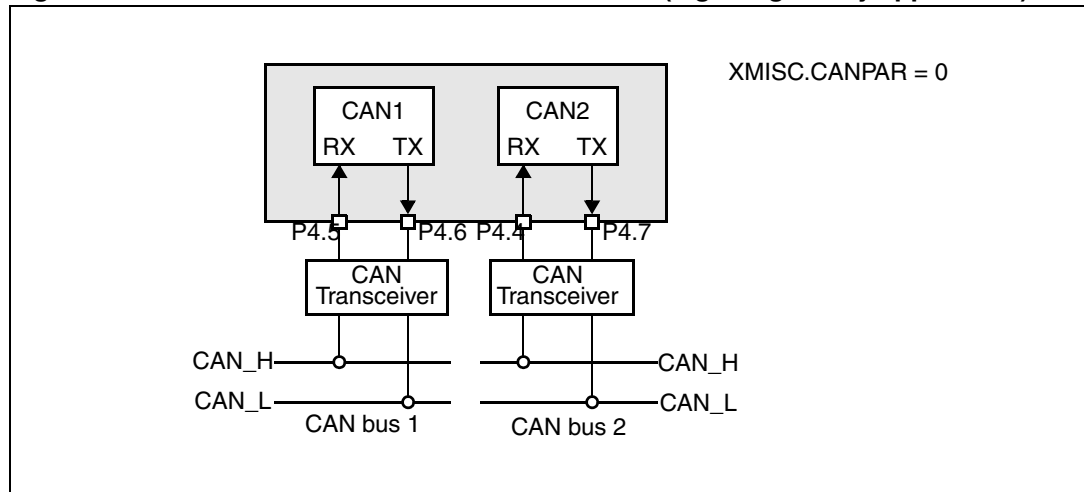 XMISC.CANPAR = 0
CAN1
CAN2
RX TX
RX TX
P4.5
P4.6
P4.4
P4.7
CAN
Transceiver
CAN
Transceiver
CAN_H
CAN_H
CAN_L
CAN_L
CAN bus 1
CAN bus 2